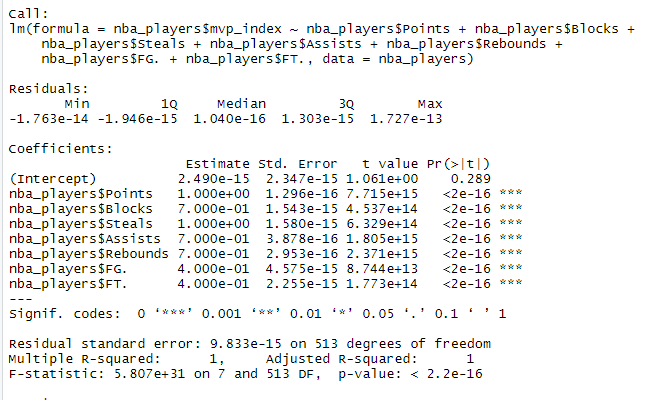 Call:
lm(formula = nba_players$mvp_index ~ nba_players$Points + nba_players$Blocks +
    nba_players$Steals + nba_players$Assists + nba_players$Rebounds +
    nba_players$FG. + nba_players$FT., data = nba_players)

Residuals:
       Min         1Q     Median         3Q        Max
-1.763e-14 -1.946e-15  1.040e-16  1.303e-15  1.727e-13

Coefficients:
                      Estimate Std. Error   t value Pr(>|t|)
(Intercept)          2.490e-15  2.347e-15 1.061e+00    0.289
nba_players$Points   1.000e+00  1.296e-16 7.715e+15   <2e-16 ***
nba_players$Blocks   7.000e-01  1.543e-15 4.537e+14   <2e-16 ***
nba_players$Steals   1.000e+00  1.580e-15 6.329e+14   <2e-16 ***
nba_players$Assists  7.000e-01  3.878e-16 1.805e+15   <2e-16 ***
nba_players$Rebounds 7.000e-01  2.953e-16 2.371e+15   <2e-16 ***
nba_players$FG.      4.000e-01  4.575e-15 8.744e+13   <2e-16 ***
nba_players$FT.      4.000e-01  2.255e-15 1.773e+14   <2e-16 ***
---
Signif. codes:  0 ‘***’ 0.001 ‘**’ 0.01 ‘*’ 0.05 ‘.’ 0.1 ‘ ’ 1

Residual standard error: 9.833e-15 on 513 degrees of freedom
Multiple R-squared:      1,	Adjusted R-squared:      1
F-statistic: 5.807e+31 on 7 and 513 DF,  p-value: < 2.2e-16